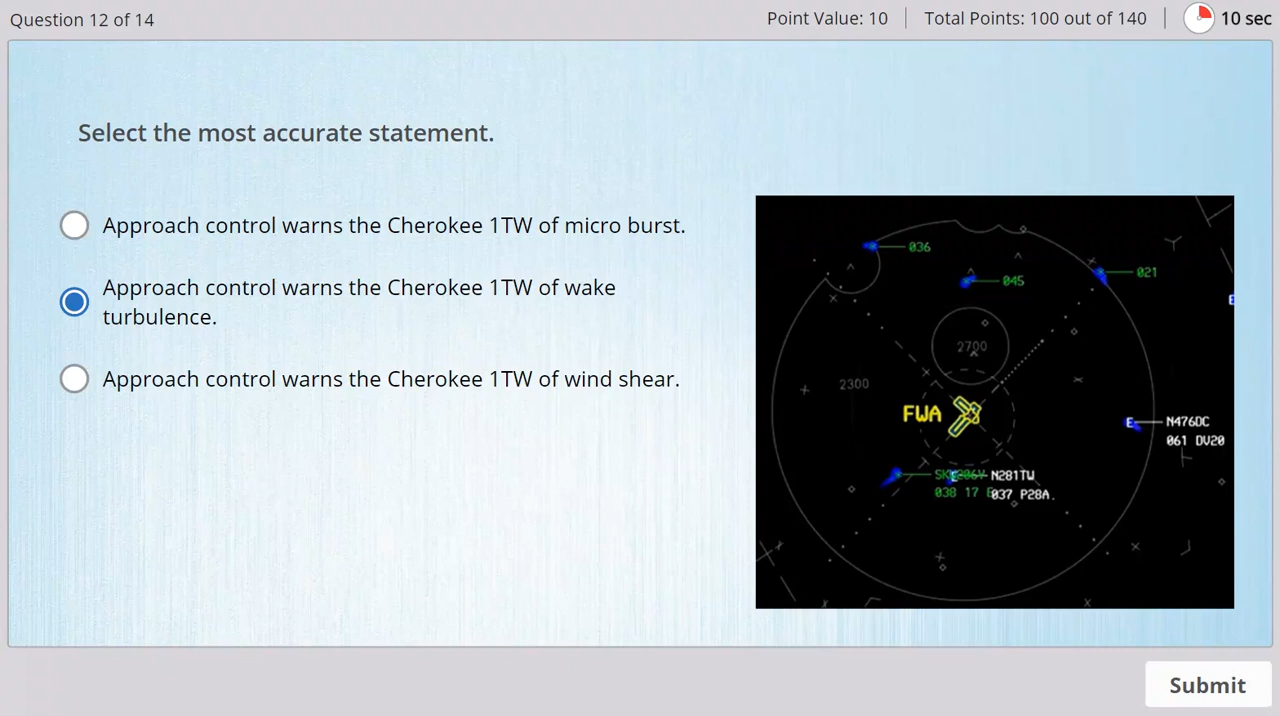 Question 12 of 14
Point Value: 10
Total Points: 100 out of 140
10 sec
Select the most accurate statement.
Approach control warns the Cherokee 1TW of micro burst.
Approach control warns the Cherokee 1TW of wake
turbulence.
Approach control warns the Cherokee 1TW of wind shear.
036
045
021
E
2700
2300
FWA
E
N476DC
061 DV20
E
N281TW
038 17
037 P28A.
Submit